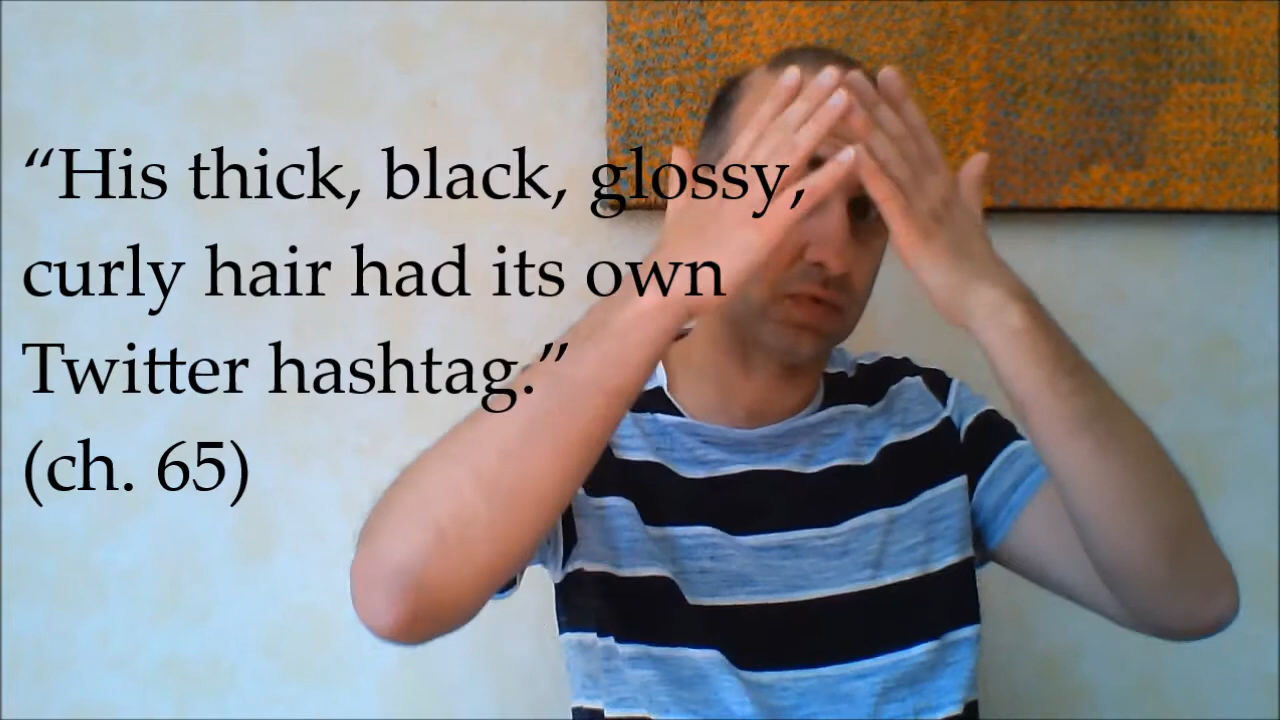 “His thick, black, glossy,
curly hair had its own
Twitter hashtag.”
(ch. 65)